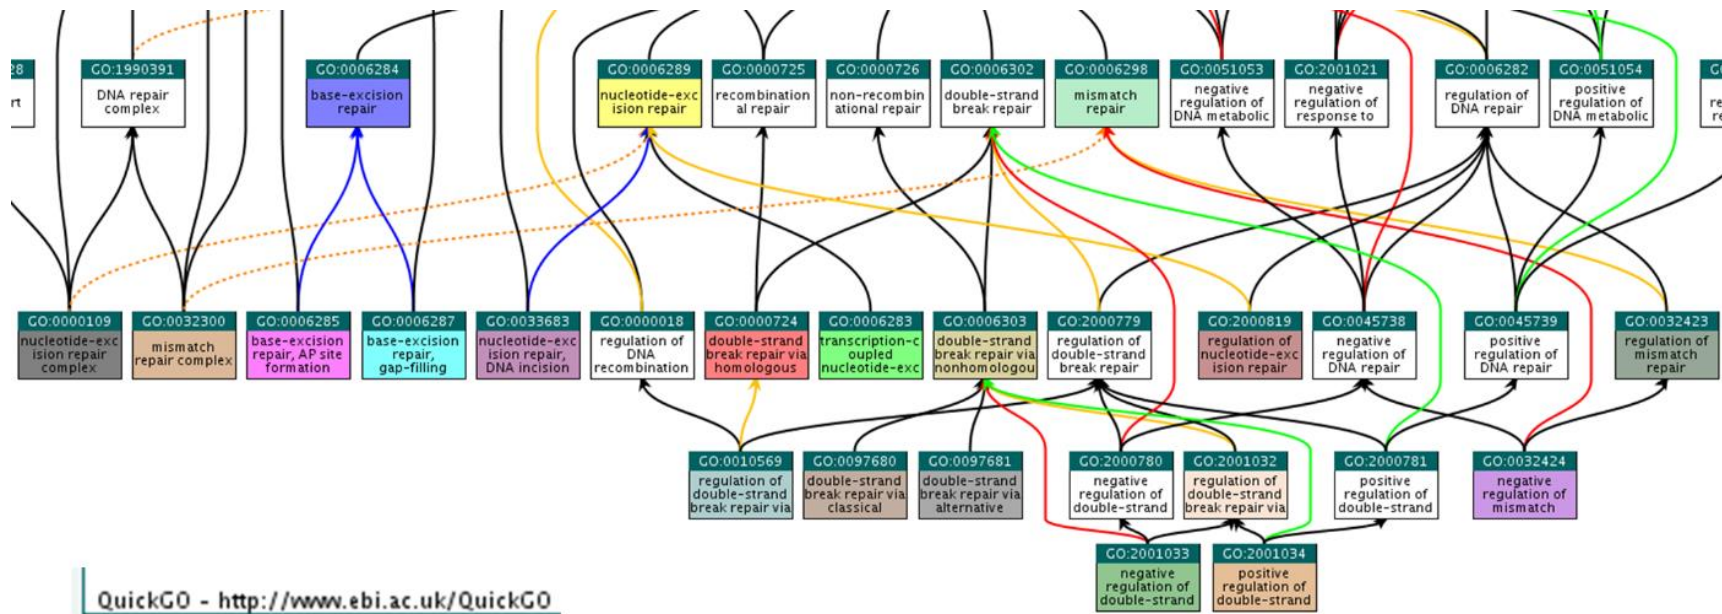 28
rt
GO:1990391
DNA repair
complex
GO:0006284
base-excision
repair
GO:0006289
nucleotide-exc
ision repair
GO:0000725
recombination
al repair
GO:0000726
non-recombin
ational repair
GO:0006302
double-strand
break repair
GO:0006298
mismatch
repair
GO:0051053
negative
regulation of
DNA metabolic
GO:2001021
negative
regulation of
response to
GO:0006282
regulation of
DNA repair
GO:0051054
positive
regulation of
DNA metabolic
G
re
re
GO:0000109
nucleotide-exc
ision repair
complex
GO:0032300
mismatch
repair complex
GO:0006285
base-excision
repair, AP site
formation
GO:0006287
base-excision
repair,
gap-filling
GO:0033683
nucleotide-exc
ision repair,
DNA incision
GO:0000018
regulation of
DNA
recombination
GO:0000724
double-strand
break repair via
homologous
GO:0006283
transcription-c
oupled
nucleotide-exc
GO:0006303
double-strand
break repair via
nonhomologou
GO:2000779
regulation of
double-strand
break repair
GO:2000819
regulation of
nucleotide-exc
ision repair
GO:0045738
negative
regulation of
DNA repair
GO:0045739
positive
regulation of
DNA repair
GO:0032423
regulation of
mismatch
repair
GO:0010569
regulation of
double-strand
break repair via
GO:0097680
double-strand
break repair via
classical
GO:0097681
double-strand
break repair via
alternative
GO:2000780
negative
regulation of
double-strand
GO:2001032
regulation of
double-strand
break repair via
GO:2000781
positive
regulation of
double-strand
GO:0032424
negative
regulation of
mismatch
GO:2001033
negative
regulation of
double-strand
GO:2001034
positive
regulation of
double-strand
QuickGO - http://www.ebi.ac.uk/QuickGO